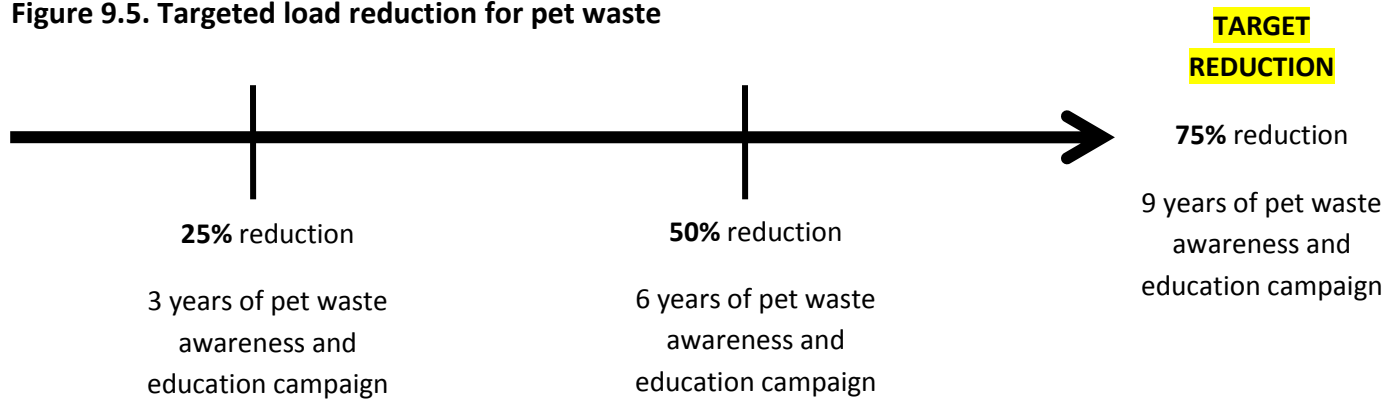 Figure 9.5. Targeted load reduction for pet waste
TARGET
REDUCTION
25% reduction
3 years of pet waste
awareness and
education campaign
50% reduction
6 years of pet waste
awareness and
education campaign
75% reduction
9 years of pet waste
awareness and
education campaign